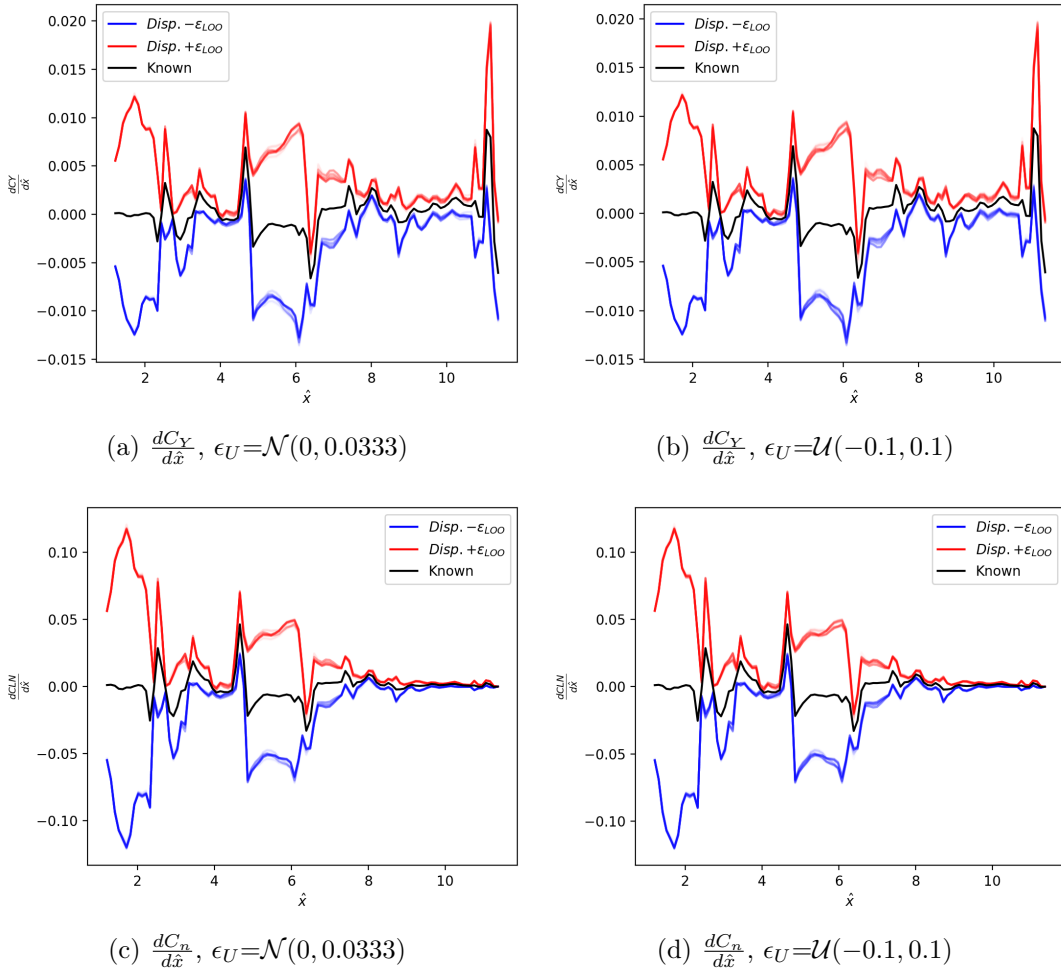 0.020
0.015
0.010
0.005
0.000
−0.005
−0.010
−0.015
dCY/dx̂
Disp. −ε_LOO
Disp. +ε_LOO
Known
2 4 6 8 10
x̂
0.020
0.015
0.010
0.005
0.000
−0.005
−0.010
−0.015
dCY/dx̂
Disp. −ε_LOO
Disp. +ε_LOO
Known
2 4 6 8 10
x̂
(a) dC_Y/dx̂, ϵ_U=𝒩(0, 0.0333)
(b) dC_Y/dx̂, ϵ_U=𝒰(−0.1, 0.1)
0.10
0.05
0.00
−0.05
−0.10
dCLN/dx̂
Disp. −ε_LOO
Disp. +ε_LOO
Known
2 4 6 8 10
x̂
0.10
0.05
0.00
−0.05
−0.10
dCLN/dx̂
Disp. −ε_LOO
Disp. +ε_LOO
Known
2 4 6 8 10
x̂
(c) dC_n/dx̂, ϵ_U=𝒩(0, 0.0333)
(d) dC_n/dx̂, ϵ_U=𝒰(−0.1, 0.1)